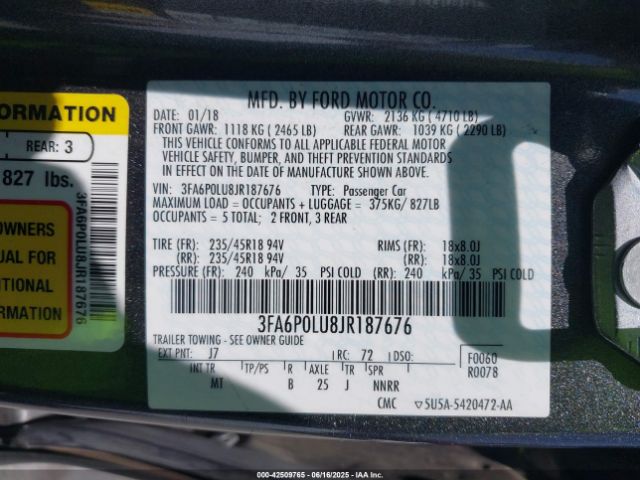 ORMATION
REAR: 3
827 lbs.
OWNERS
UAL FOR
ITIONAL
MATION
3FA6P0LU8JR187676
MFD. BY FORD MOTOR CO.
DATE: 01/18 GVWR: 2136 KG (4710 LB)
FRONT GAWR: 1118 KG (2465 LB) REAR GAWR: 1039 KG (2290 LB)
THIS VEHICLE CONFORMS TO ALL APPLICABLE FEDERAL MOTOR
VEHICLE SAFETY, BUMPER, AND THEFT PREVENTION STANDARDS
IN EFFECT ON THE DATE OF MANUFACTURE SHOWN ABOVE.
VIN: 3FA6P0LU8JR187676 TYPE: Passenger Car
MAXIMUM LOAD = OCCUPANTS + LUGGAGE = 375KG/ 827LB
OCCUPANTS = 5 TOTAL; 2 FRONT, 3 REAR
TIRE (FR): 235/45R18 94V RIMS (FR): 18x8.0J
(RR): 235/45R18 94V (RR): 18x8.0J
PRESSURE (FR): 240 kPa/ 35 PSI COLD (RR): 240 kPa/ 35 PSI COLD
3FA6P0LU8JR187676
TRAILER TOWING - SEE OWNER GUIDE
EXT PNT: J7 RC: 72 DSO: F0060
INT TR TP/PS R AXLE TR SPR R0078
MT B 25 J NNRR
CMC 5U5A-5420472-AA
000-42509765 - 06/16/2025 - IAAI CORP.